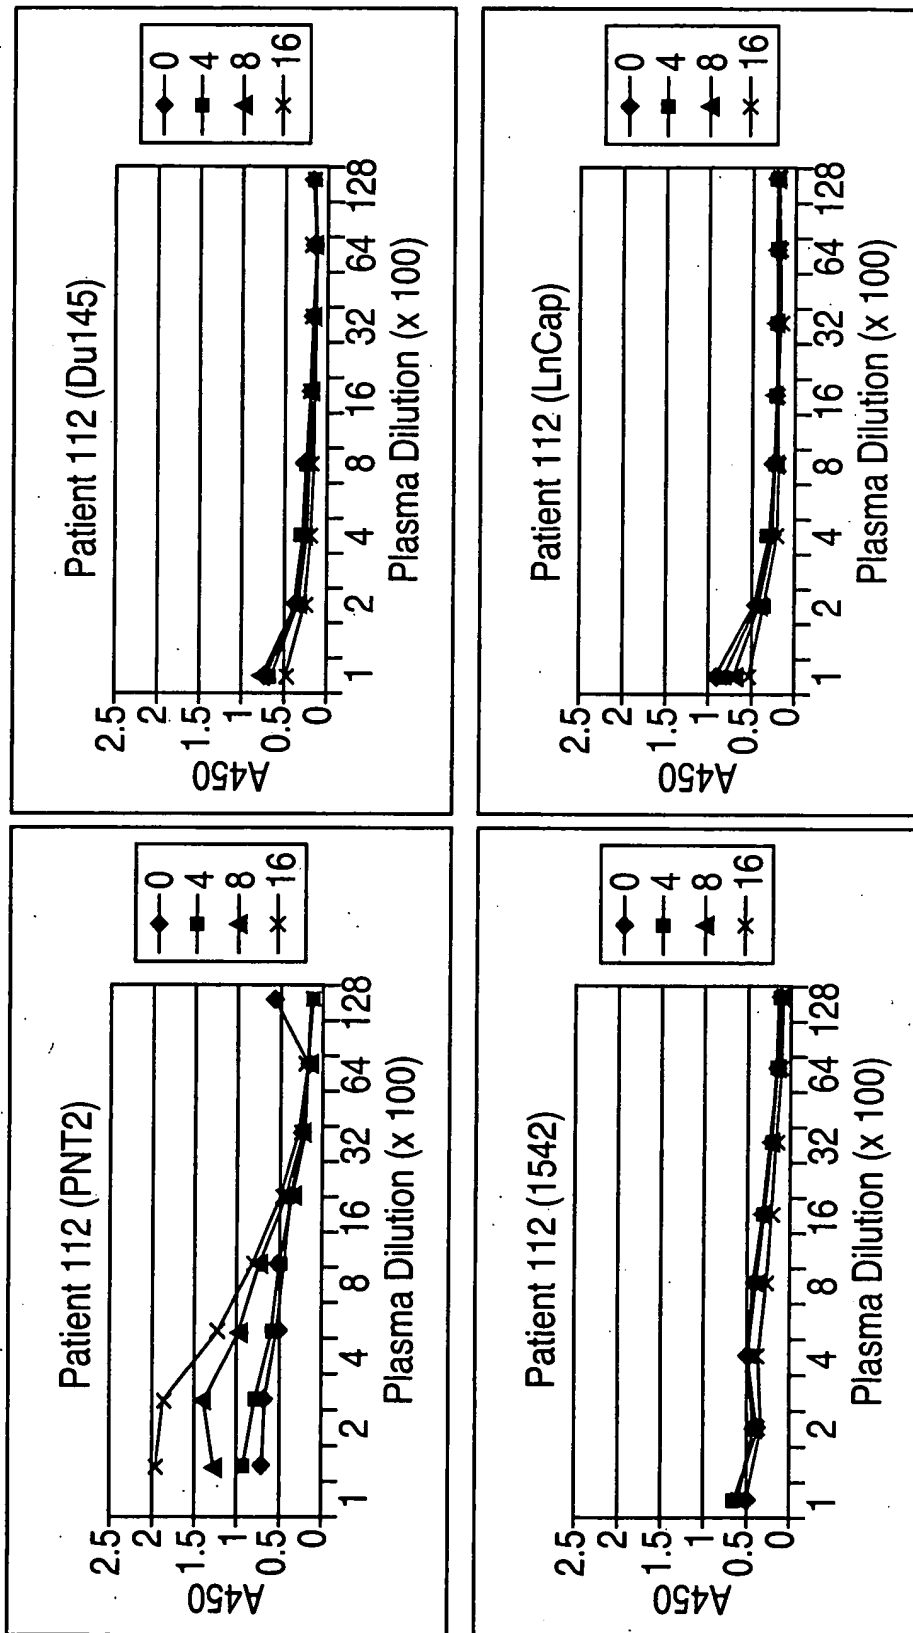 Patient 112 (PNT2)
A450
2.5
2
1.5
1
0.5
0
1 2 4 8 16 32 64 128
Plasma Dilution (x 100)
0
4
8
16
Patient 112 (Du145)
A450
2.5
2
1.5
1
0.5
0
1 2 4 8 16 32 64 128
Plasma Dilution (x 100)
0
4
8
16
Patient 112 (1542)
A450
2.5
2
1.5
1
0.5
0
1 2 4 8 16 32 64 128
Plasma Dilution (x 100)
0
4
8
16
Patient 112 (LnCap)
A450
2.5
2
1.5
1
0.5
0
1 2 4 8 16 32 64 128
Plasma Dilution (x 100)
0
4
8
16